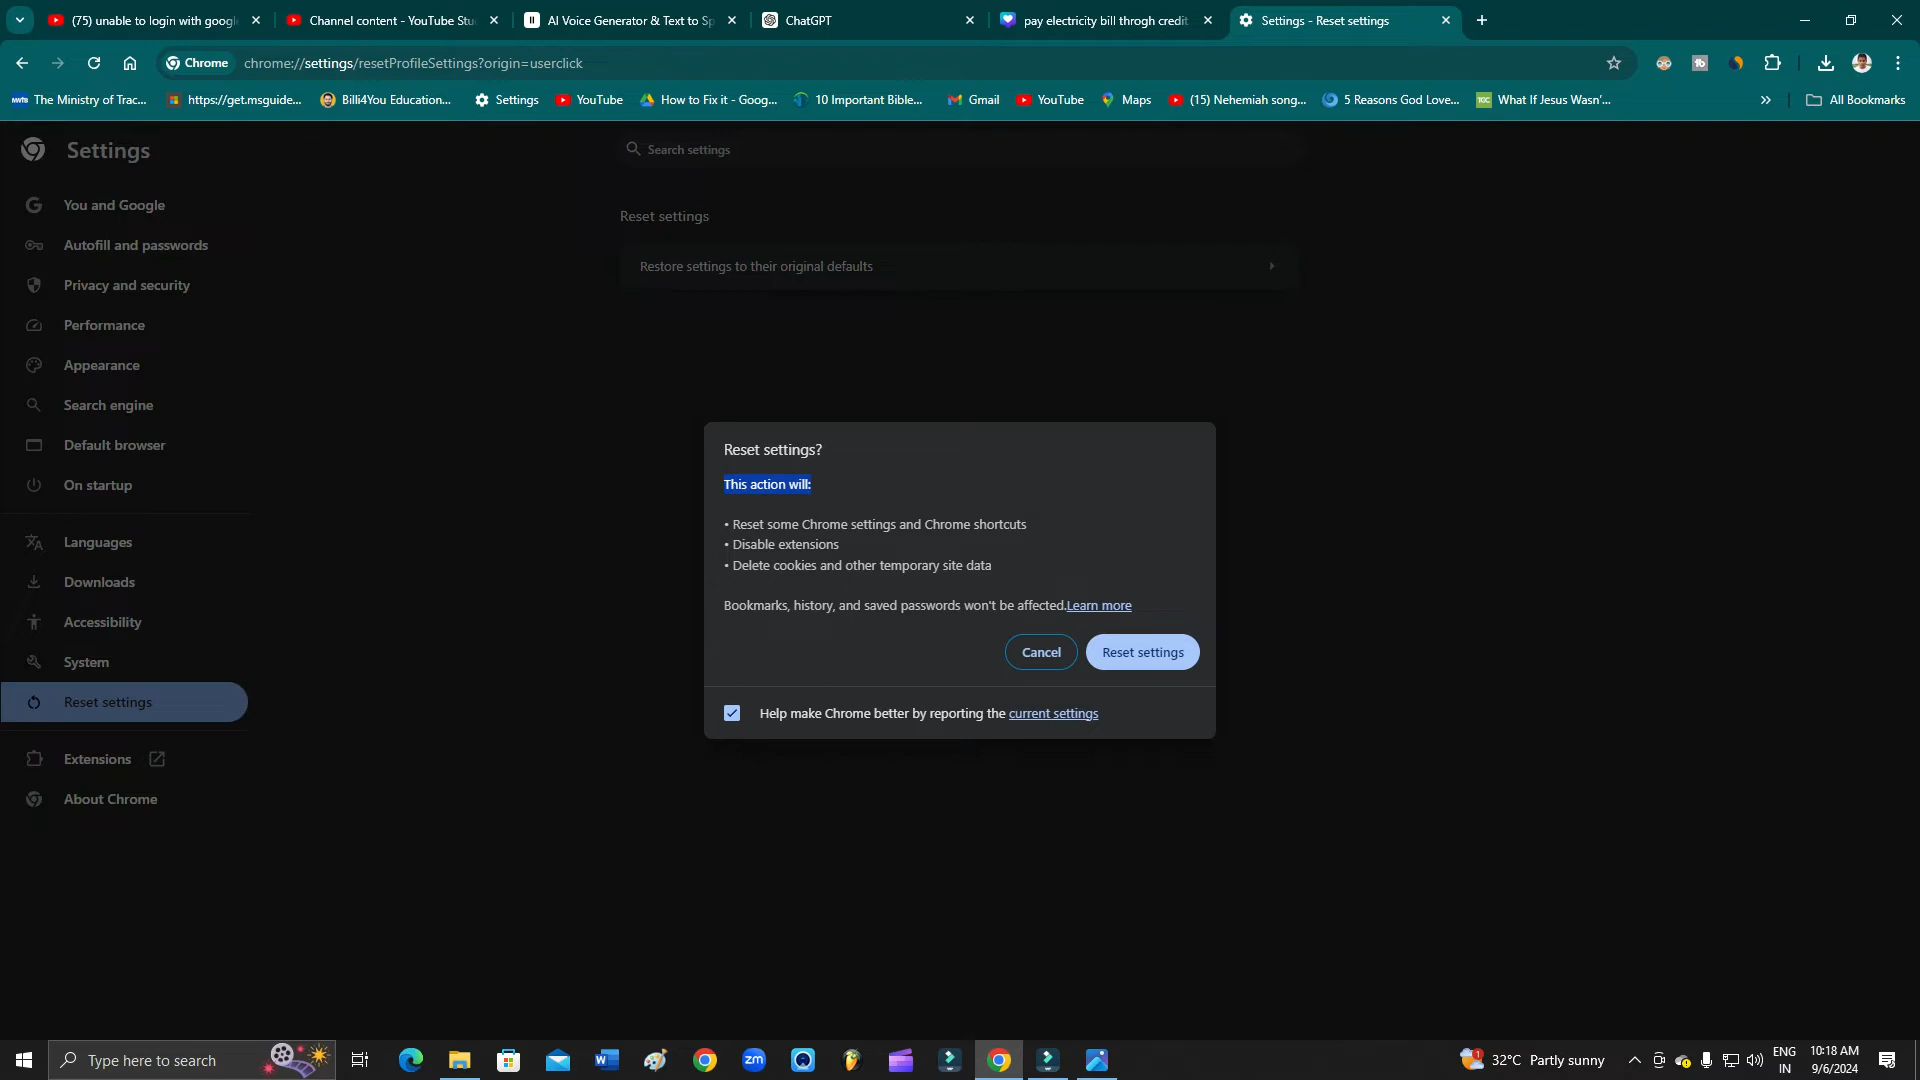 (75) unable to login with googl
Channel content - YouTube Stu
AI Voice Generator & Text to Sp
ChatGPT
pay electricity bill throgh credit
Settings - Reset settings
Chrome
chrome://settings/resetProfileSettings?origin=userclick
The Ministry of Trac...
https://get.msguide...
Billi4You Education...
Settings
YouTube
How to Fix it - Goog...
10 Important Bible...
Gmail
YouTube
Maps
(15) Nehemiah song...
5 Reasons God Love...
TGC
What If Jesus Wasn'...
All Bookmarks
Settings
Search settings
You and Google
Autofill and passwords
Privacy and security
Performance
Appearance
Search engine
Default browser
On startup
Languages
Downloads
Accessibility
System
Reset settings
Extensions
About Chrome
Reset settings
Restore settings to their original defaults
Reset settings?
This action will:
• Reset some Chrome settings and Chrome shortcuts
• Disable extensions
• Delete cookies and other temporary site data
Bookmarks, history, and saved passwords won't be affected.Learn more
Cancel
Reset settings
Help make Chrome better by reporting the current settings
Type here to search
zm
1
32°C Partly sunny
ENG
IN
10:18 AM
9/6/2024